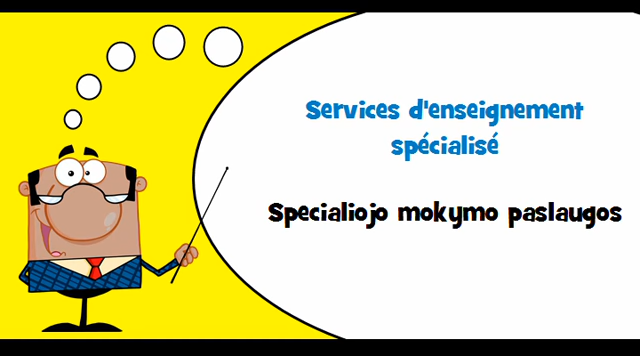 Services d'enseignement
spécialisé
Specialiojo mokymo paslaugos